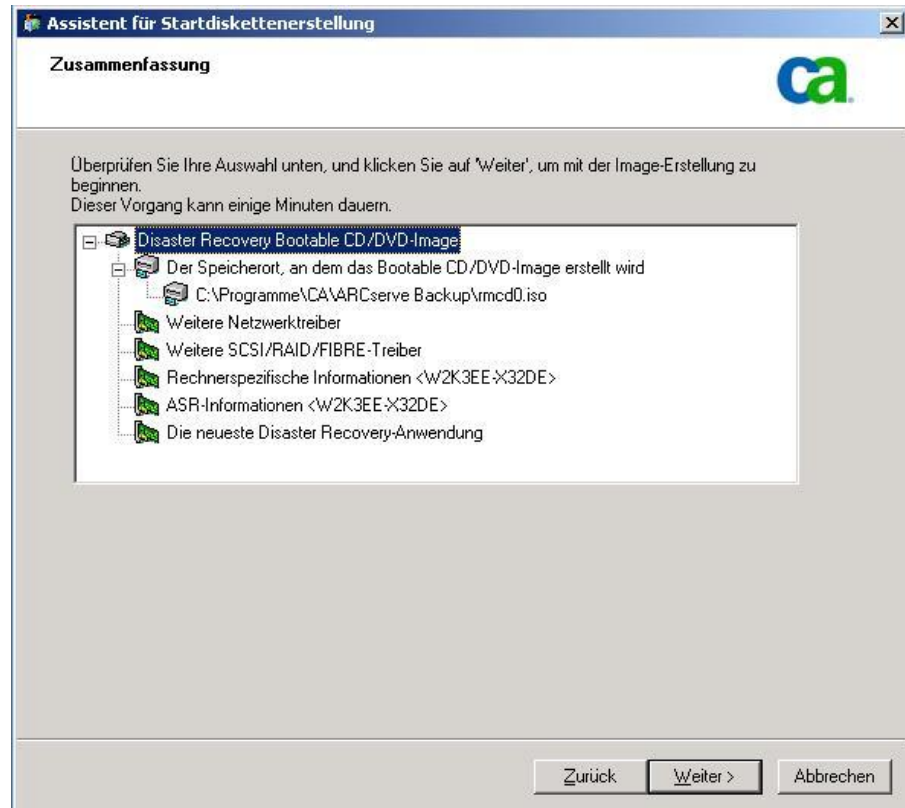 Assistent für Startdiskettenerstellung
Zusammenfassung
ca
Überprüfen Sie Ihre Auswahl unten, und klicken Sie auf 'Weiter', um mit der Image-Erstellung zu
beginnen.
Dieser Vorgang kann einige Minuten dauern.
Disaster Recovery Bootable CD/DVD-Image
Der Speicherort, an dem das Bootable CD/DVD-Image erstellt wird
C:\Programme\CA\ARCserve Backup\rmcd0.iso
Weitere Netzwerktreiber
Weitere SCSI/RAID/FIBRE-Treiber
Rechnerspezifische Informationen <W2K3EE-X32DE>
ASR-Informationen <W2K3EE-X32DE>
Die neueste Disaster Recovery-Anwendung
Zurück
Weiter >
Abbrechen